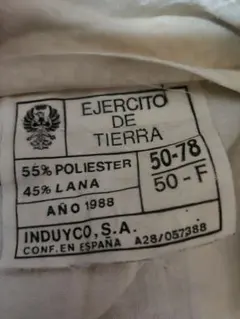 EJERCITO
DE
TIERRA
55% POLIESTER
45% LANA
50-78
50-F
AÑO 1988
INDUYCO, S.A.
CONF. EN ESPAÑA A28/057388